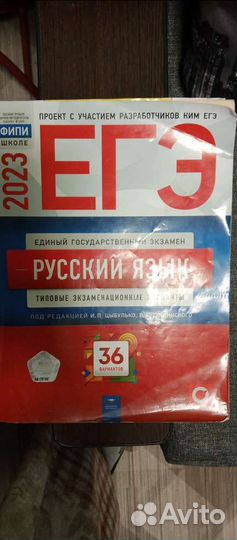 ПРОЕКТ С УЧАСТИЕМ РАЗРАБОТЧИКОВ КИМ ЕГЭ
ФИПИ
ШКОЛЕ
2023
ЕГЭ
ЕДИНЫЙ ГОСУДАРСТВЕННЫЙ ЭКЗАМЕН
РУССКИЙ ЯЗЫК
ТИПОВЫЕ ЭКЗАМЕНАЦИОННЫЕ
ПОД РЕДАКЦИЕЙ И.П. ЦЫБУЛЬКО,
36
ВАРИАНТОВ
Avito